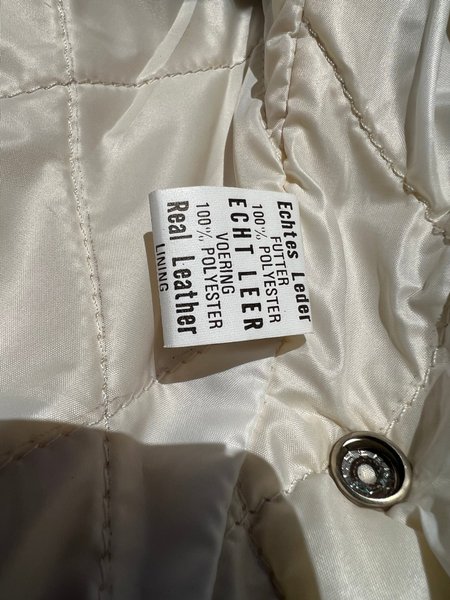 Echtes Leder
FUTTER
100% POLYESTER
ECHT LEER
VOERING
100% POLYESTER
Real Leather
LINING